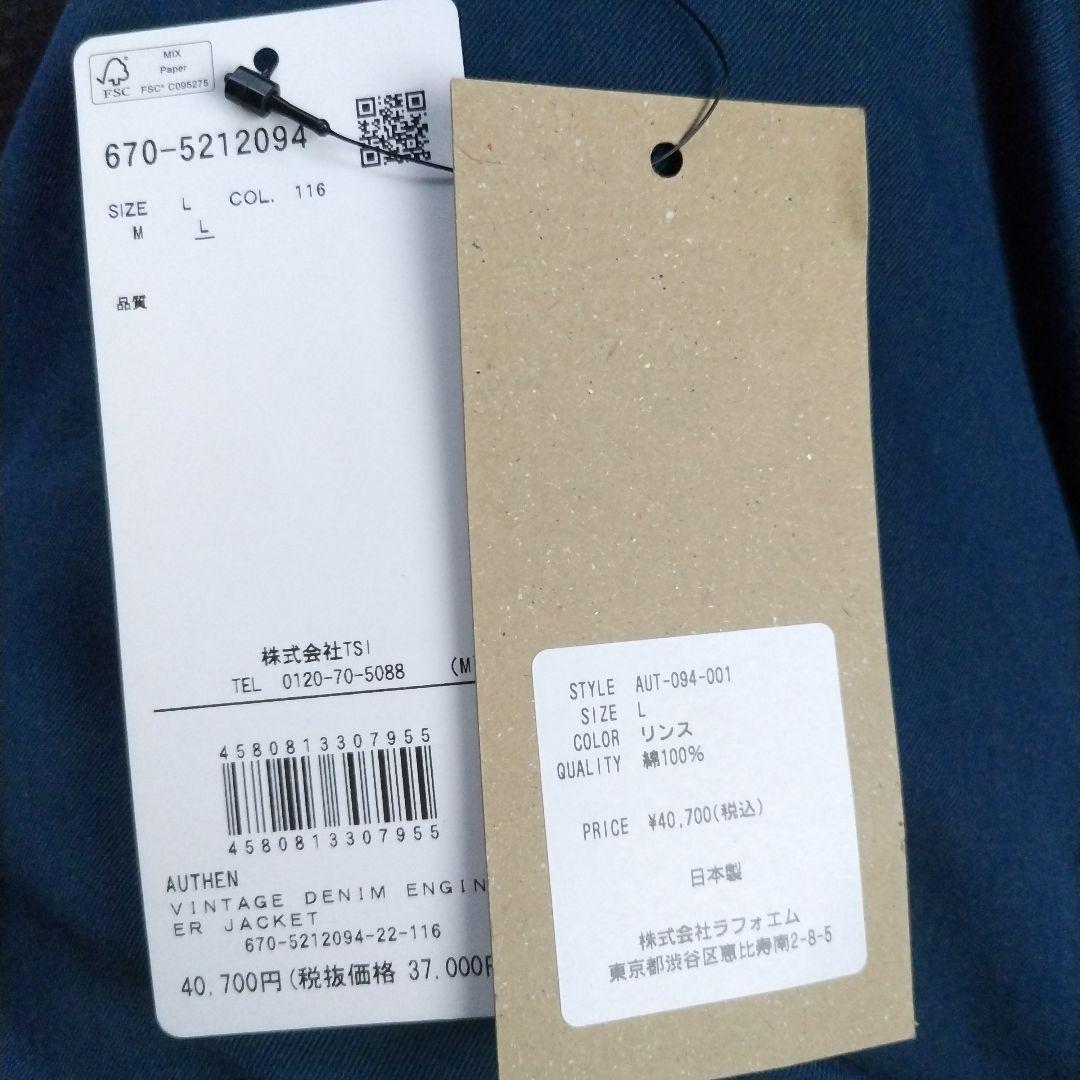 MIX
Paper
FSC
FSC® C095275
670-5212094
SIZE L COL. 116
M L
品質
株式会社TSI
TEL 0120-70-5088 (M
4580813307955
4580813307955
AUTHEN
VINTAGE DENIM ENGIN
ER JACKET
670-5212094-22-116
40,700円(税抜価格 37,000円
STYLE AUT-094-001
SIZE L
COLOR リンス
QUALITY 綿100%
PRICE ¥40,700(税込)
日本製
株式会社ラフォエム
東京都渋谷区恵比寿南2-8-5